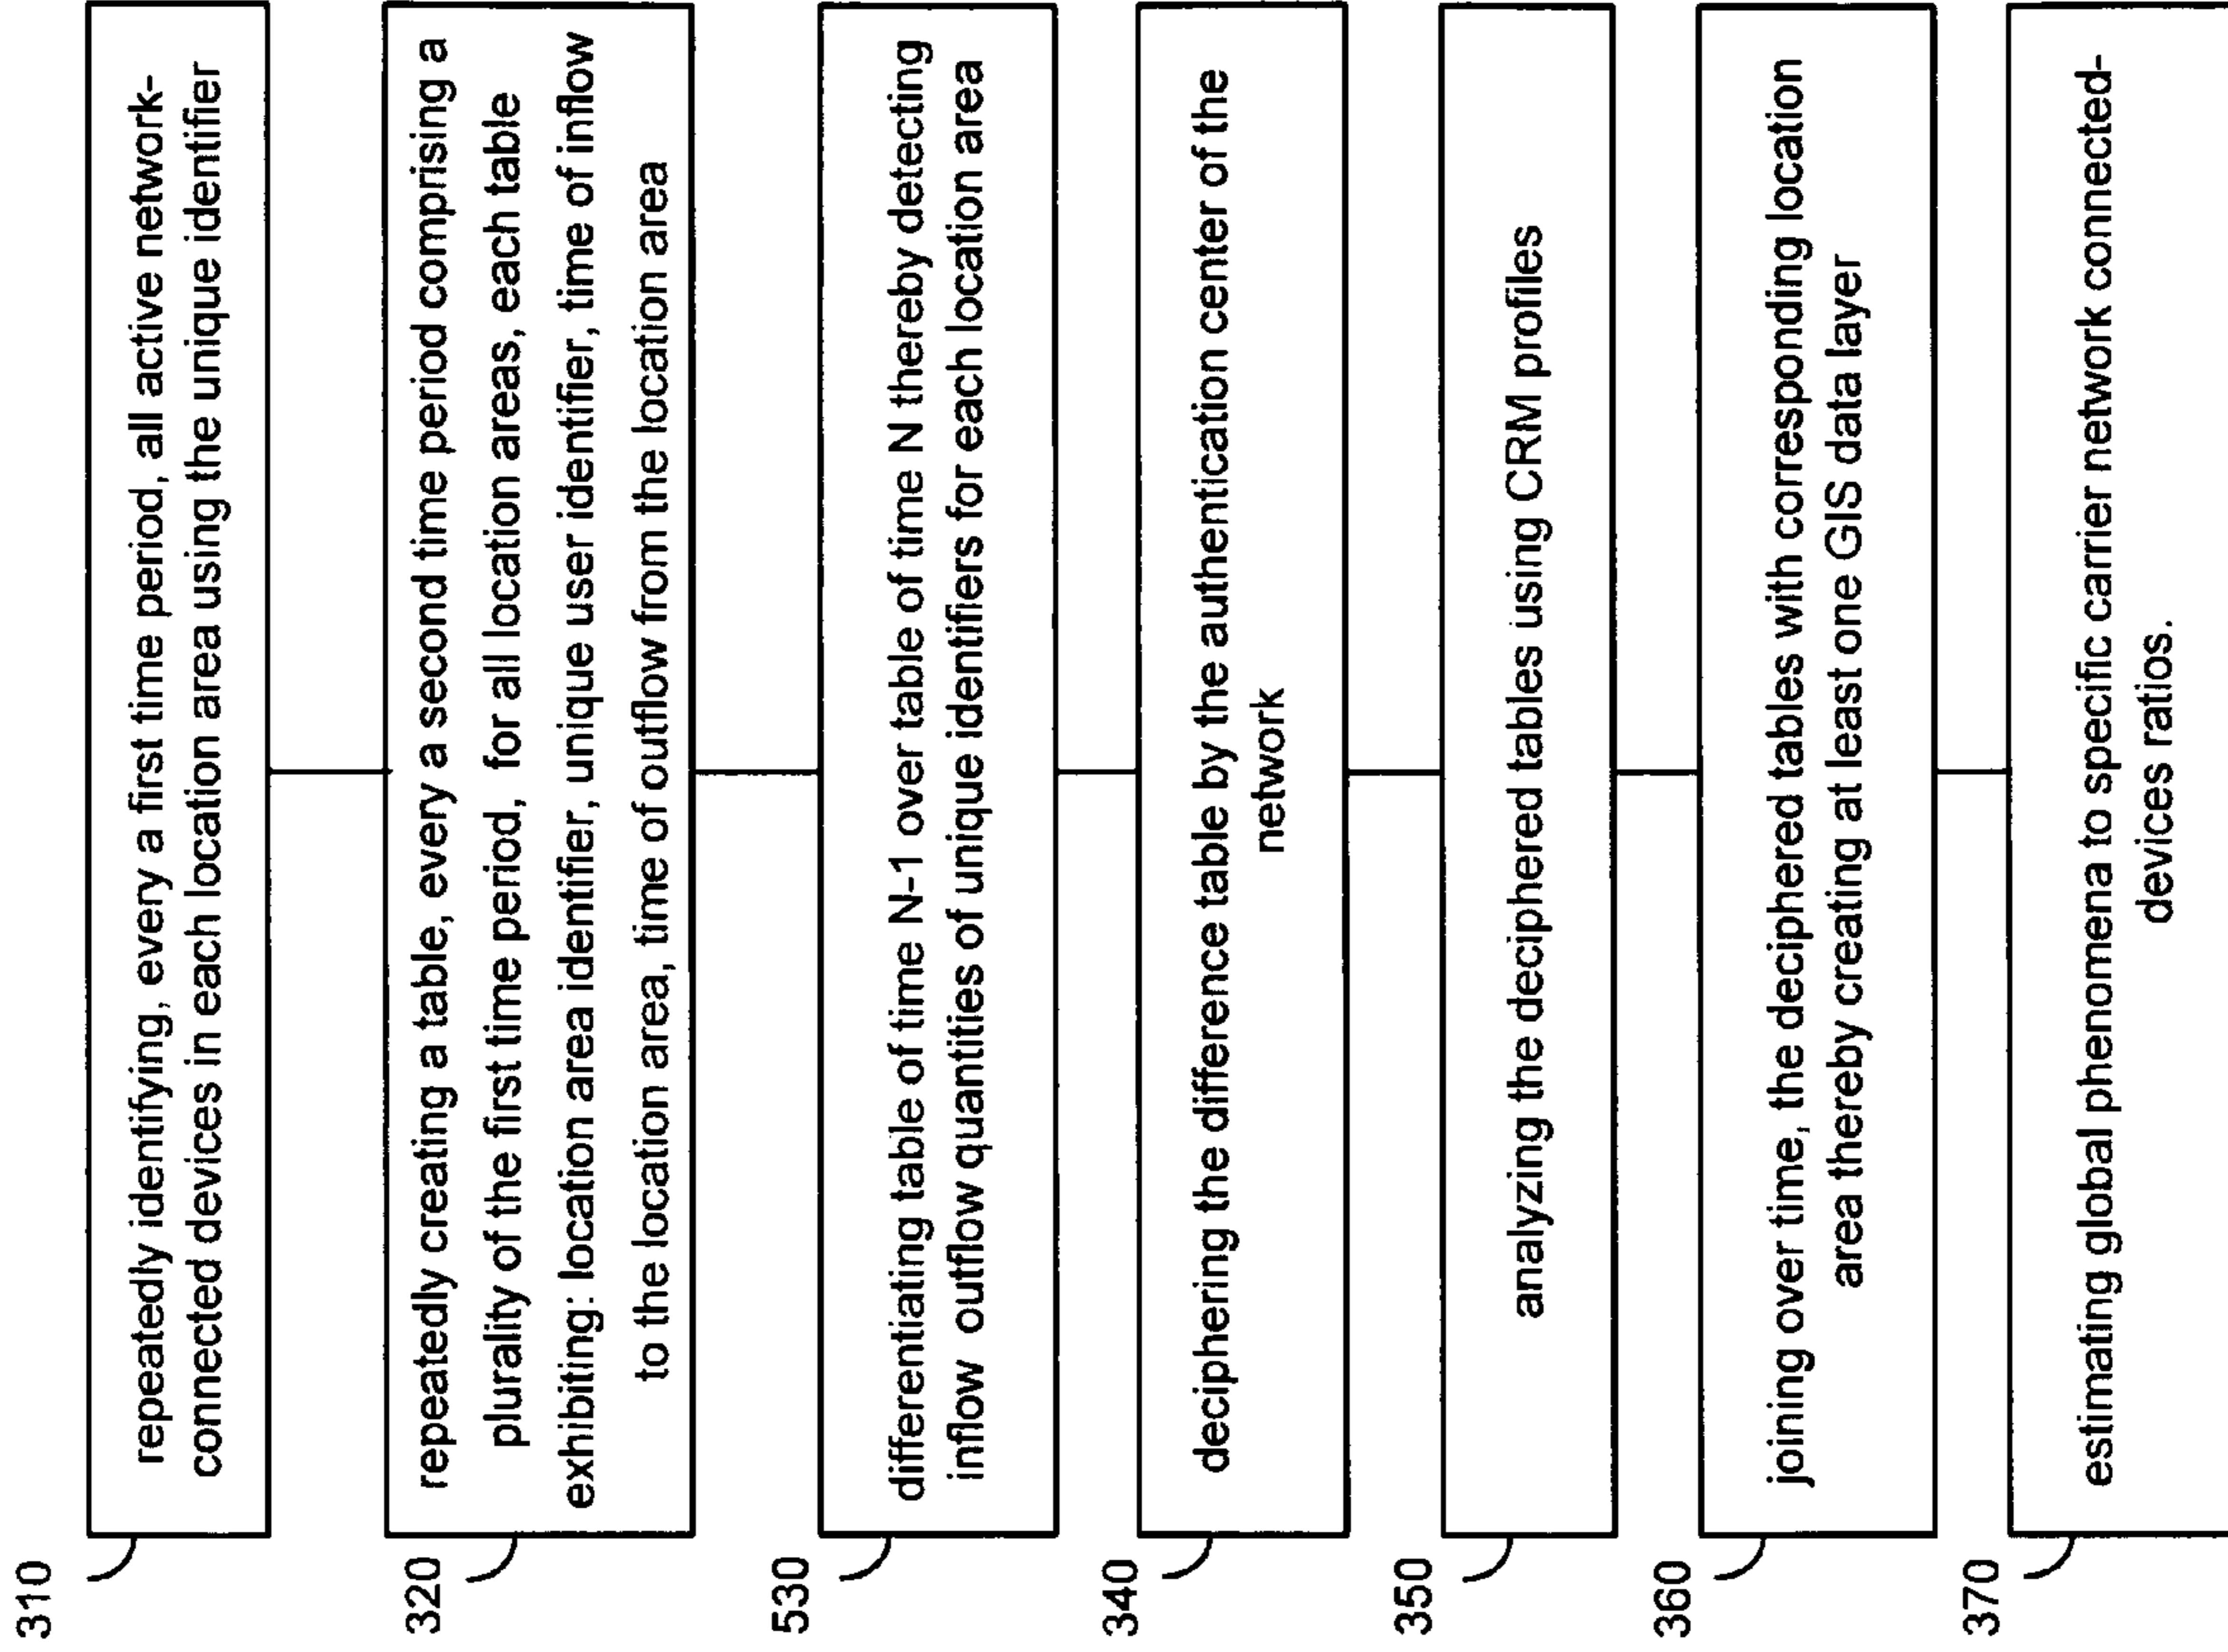 310
repeatedly identifying, every a first time period, all active network-
connected devices in each location area using the unique identifier
320
repeatedly creating a table, every a second time period comprising a
plurality of the first time period, for all location areas, each table
exhibiting: location area identifier, unique user identifier, time of inflow
to the location area, time of outflow from the location area
530
differentiating table of time N-1 over table of time N thereby detecting
inflow outflow quantities of unique identifiers for each location area
340
deciphering the difference table by the authentication center of the
network
350
analyzing the deciphered tables using CRM profiles
360
joining over time, the deciphered tables with corresponding location
area thereby creating at least one GIS data layer
370
estimating global phenomena to specific carrier network connected-
devices ratios.